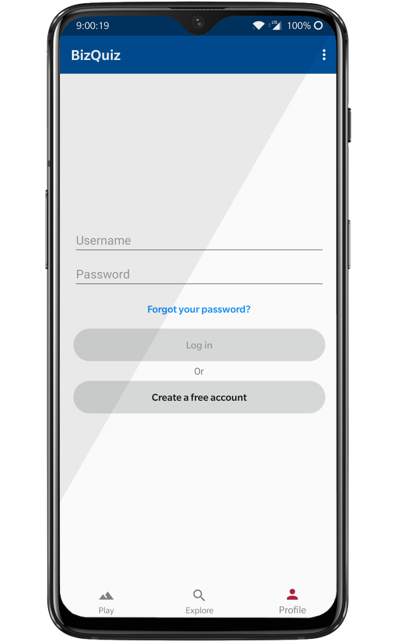 9:00:19
100%
BizQuiz
Username
Password
Forgot your password?
Log in
Or
Create a free account
Play
Explore
Profile